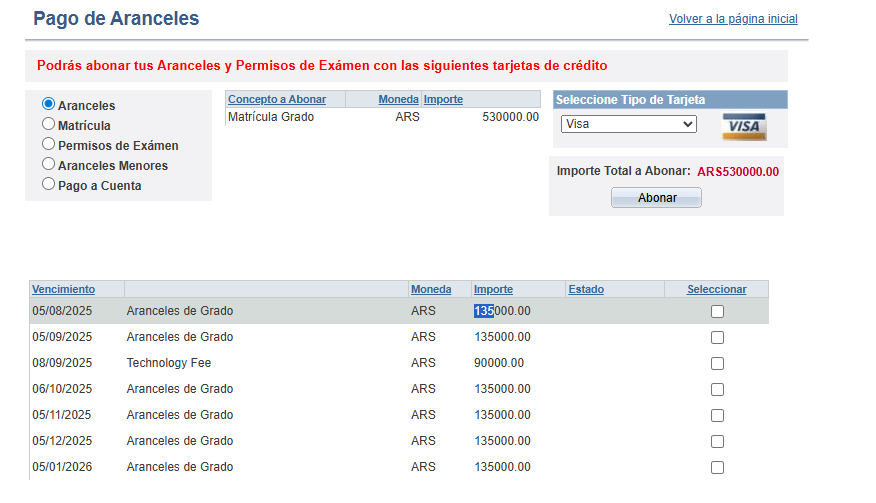 Pago de Aranceles
Volver a la página inicial
Podrás abonar tus Aranceles y Permisos de Exámen con las siguientes tarjetas de crédito
Aranceles
Matrícula
Permisos de Exámen
Aranceles Menores
Pago a Cuenta
Concepto a Abonar Moneda Importe
Matrícula Grado ARS 530000.00
Seleccione Tipo de Tarjeta
Visa VISA
Importe Total a Abonar: ARS530000.00
Abonar
Vencimiento Moneda Importe Estado Seleccionar
05/08/2025 Aranceles de Grado ARS 135000.00
05/09/2025 Aranceles de Grado ARS 135000.00
08/09/2025 Technology Fee ARS 90000.00
06/10/2025 Aranceles de Grado ARS 135000.00
05/11/2025 Aranceles de Grado ARS 135000.00
05/12/2025 Aranceles de Grado ARS 135000.00
05/01/2026 Aranceles de Grado ARS 135000.00